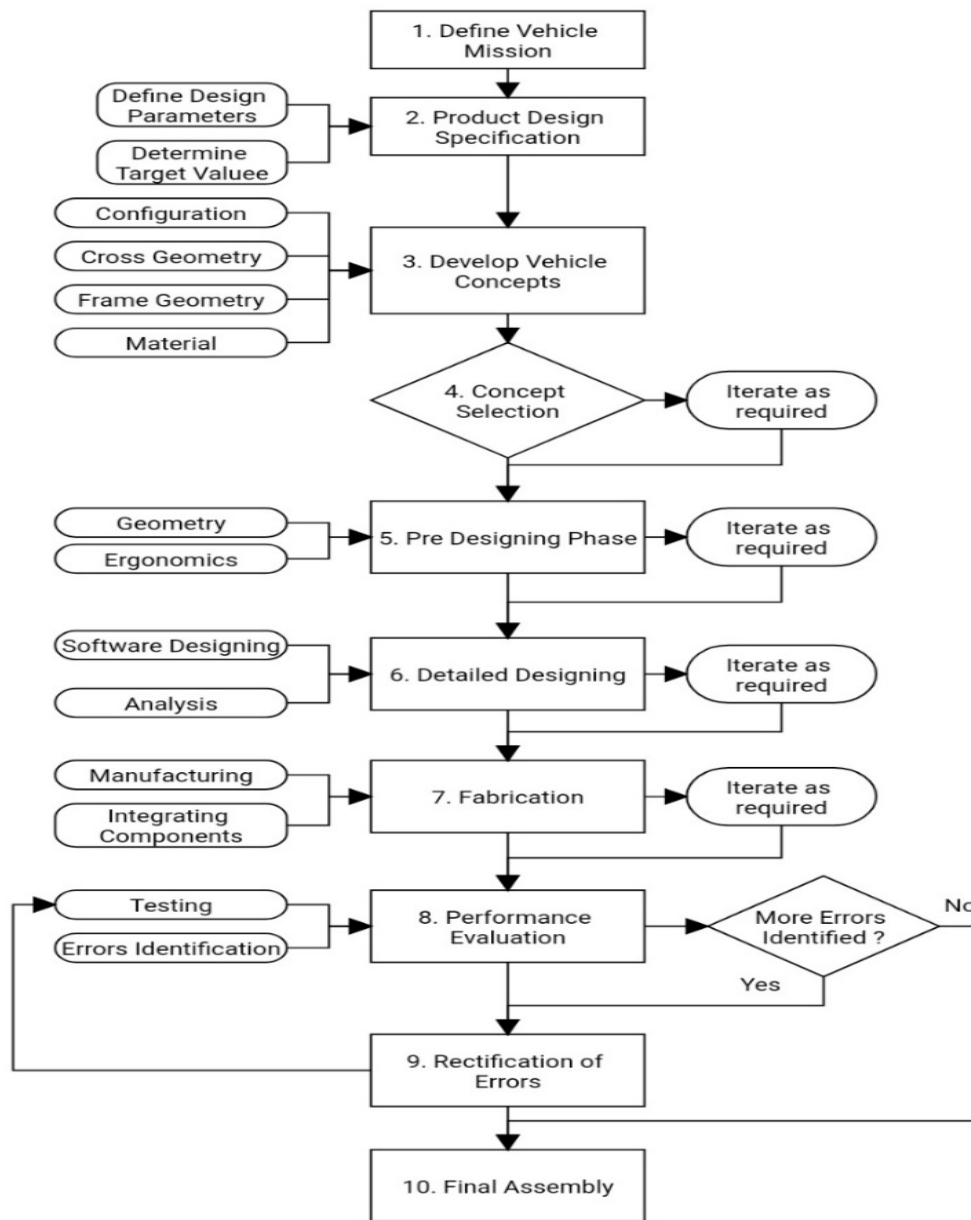 1. Define Vehicle
Mission
Define Design
Parameters
2. Product Design
Specification
Determine
Target Valuee
Configuration
Cross Geometry
3. Develop Vehicle
Concepts
Frame Geometry
Material
4. Concept
Selection
Iterate as
required
Geometry
Ergonomics
5. Pre Designing Phase
Iterate as
required
Software Designing
Analysis
6. Detailed Designing
Iterate as
required
Manufacturing
Integrating
Components
7. Fabrication
Iterate as
required
Testing
Errors Identification
8. Performance
Evaluation
More Errors
Identified ?
No
Yes
9. Rectification of
Errors
10. Final Assembly